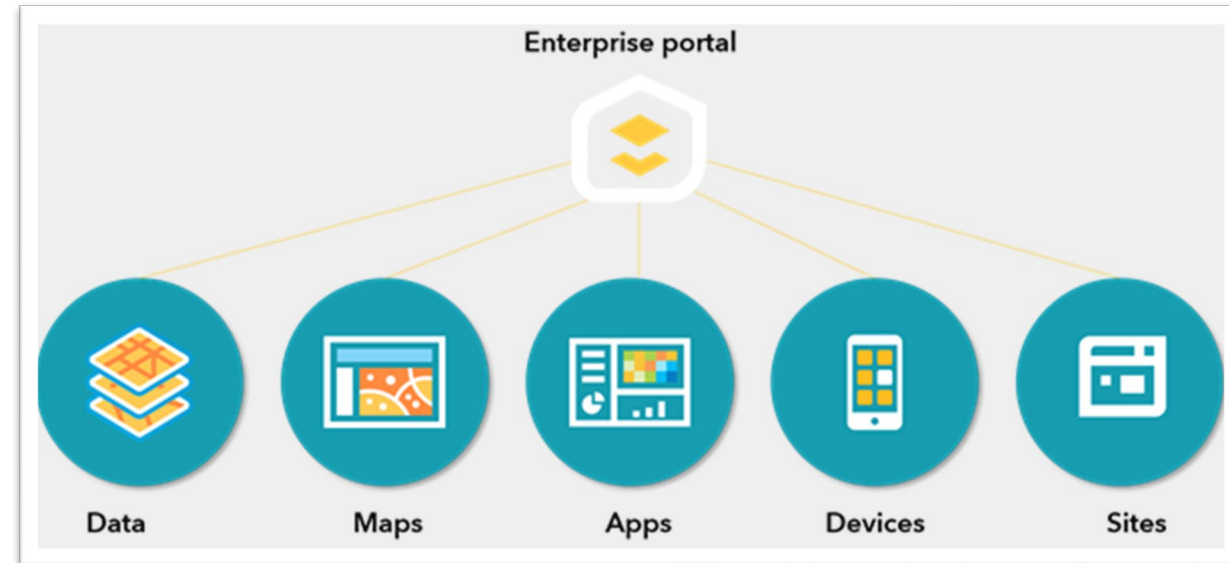 Enterprise portal
Data
Maps
Apps
Devices
Sites